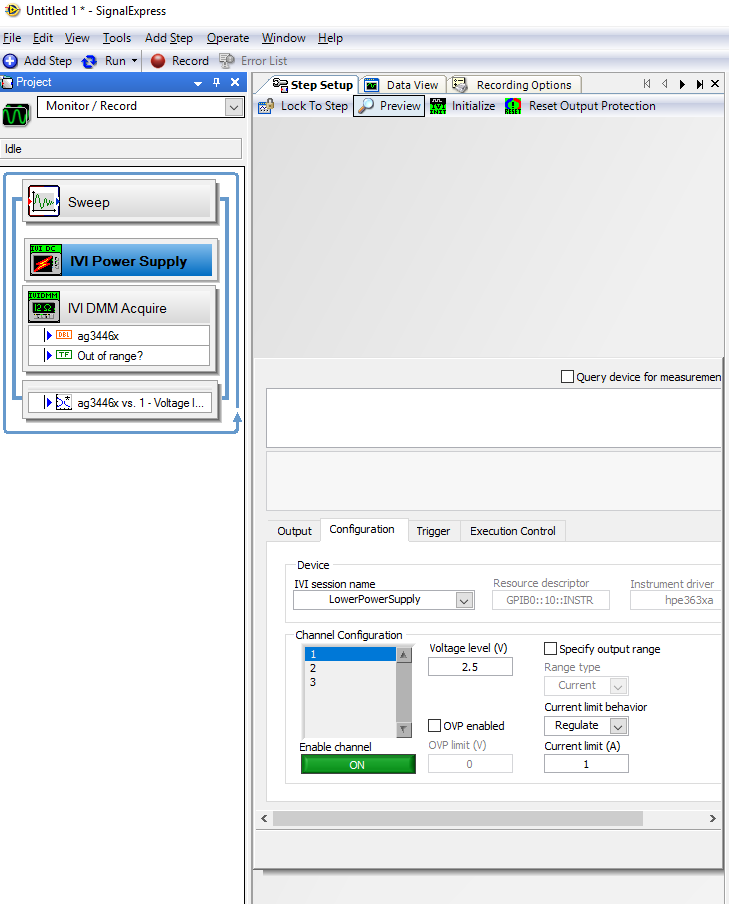 Untitled 1 * - SignalExpress
File Edit View Tools Add Step Operate Window Help
Add Step Run Record Error List
Project
Monitor / Record
Idle
Sweep
IVI DC
IVI Power Supply
IVIDMM
IVI DMM Acquire
DBL ag3446x
TF Out of range?
ag3446x vs. 1 - Voltage l...
Step Setup Data View Recording Options
Lock To Step Preview Initialize Reset Output Protection
Query device for measuremen
Output Configuration Trigger Execution Control
Device
IVI session name Resource descriptor Instrument driver
LowerPowerSupply GPIB0::10::INSTR hpe363xa
Channel Configuration
1
2
3
Enable channel
ON
Voltage level (V)
2.5
OVP enabled
OVP limit (V)
0
Specify output range
Range type
Current
Current limit behavior
Regulate
Current limit (A)
1